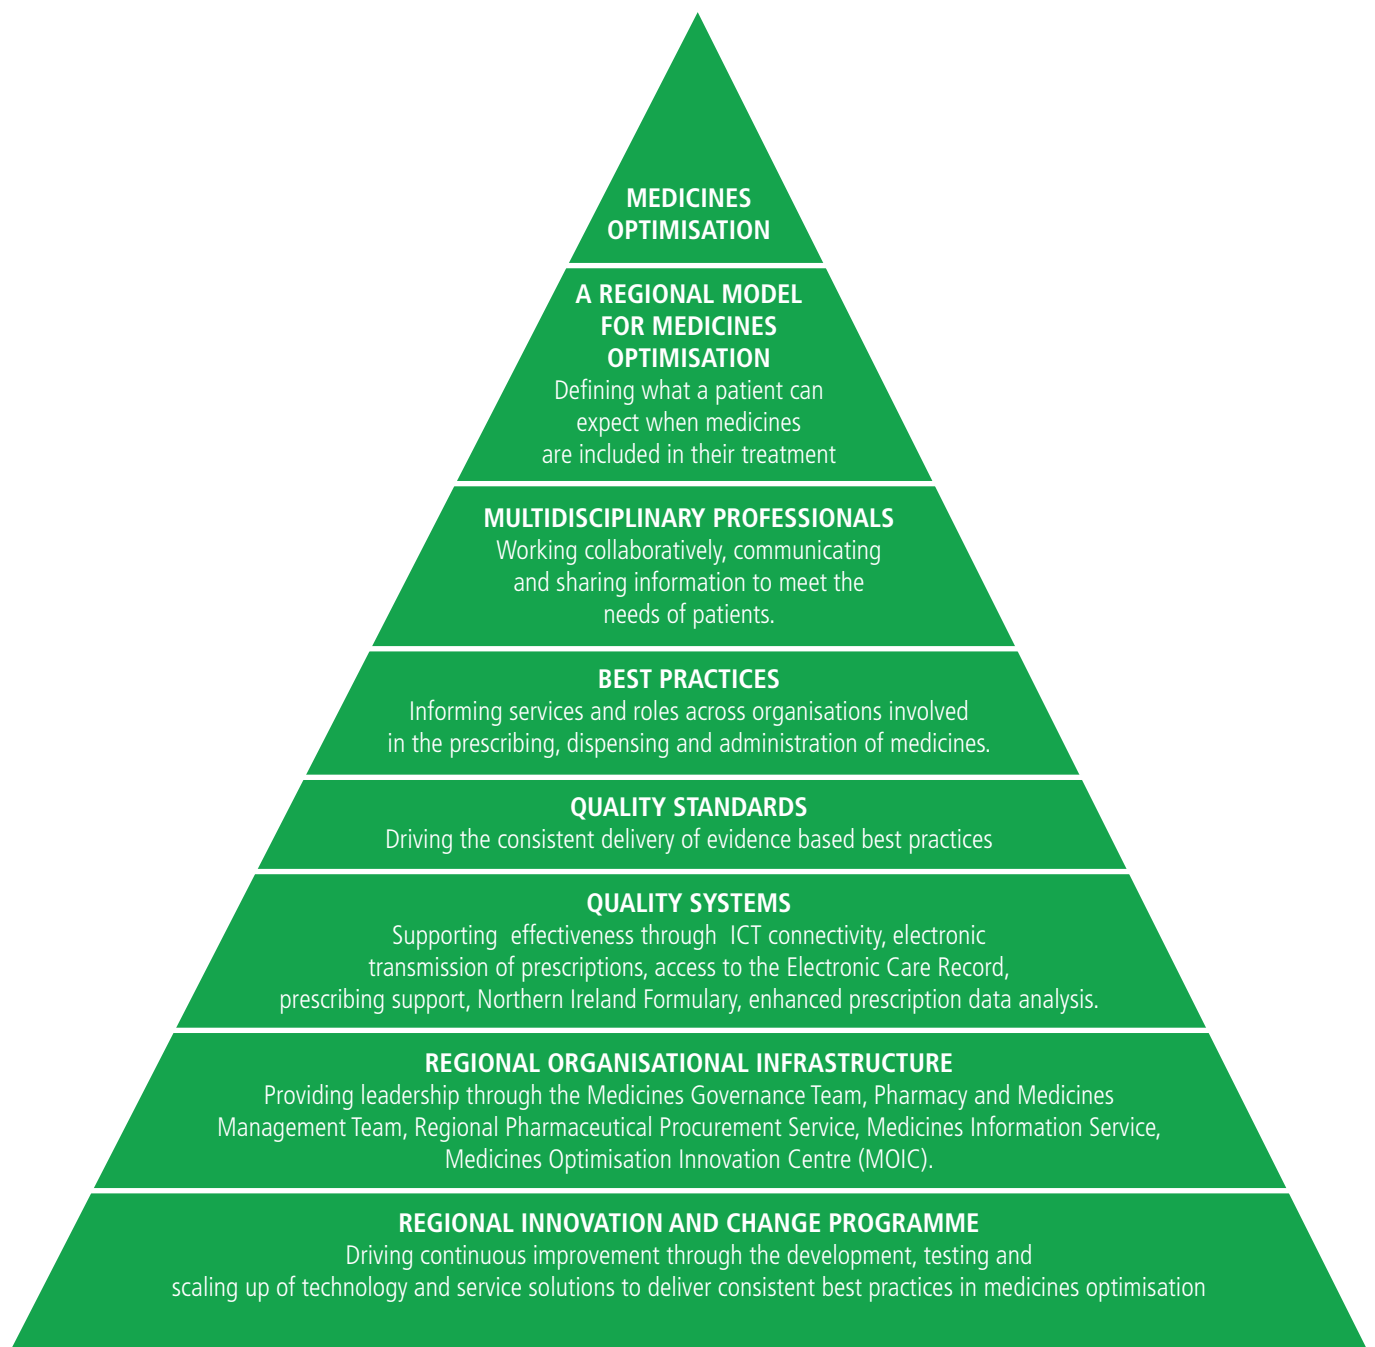 MEDICINES
OPTIMISATION
A REGIONAL MODEL
FOR MEDICINES
OPTIMISATION
Defining what a patient can
expect when medicines
are included in their treatment
MULTIDISCIPLINARY PROFESSIONALS
Working collaboratively, communicating
and sharing information to meet the
needs of patients.
BEST PRACTICES
Informing services and roles across organisations involved
in the prescribing, dispensing and administration of medicines.
QUALITY STANDARDS
Driving the consistent delivery of evidence based best practices
QUALITY SYSTEMS
Supporting effectiveness through ICT connectivity, electronic
transmission of prescriptions, access to the Electronic Care Record,
prescribing support, Northern Ireland Formulary, enhanced prescription data analysis.
REGIONAL ORGANISATIONAL INFRASTRUCTURE
Providing leadership through the Medicines Governance Team, Pharmacy and Medicines
Management Team, Regional Pharmaceutical Procurement Service, Medicines Information Service,
Medicines Optimisation Innovation Centre (MOIC).
REGIONAL INNOVATION AND CHANGE PROGRAMME
Driving continuous improvement through the development, testing and
scaling up of technology and service solutions to deliver consistent best practices in medicines optimisation